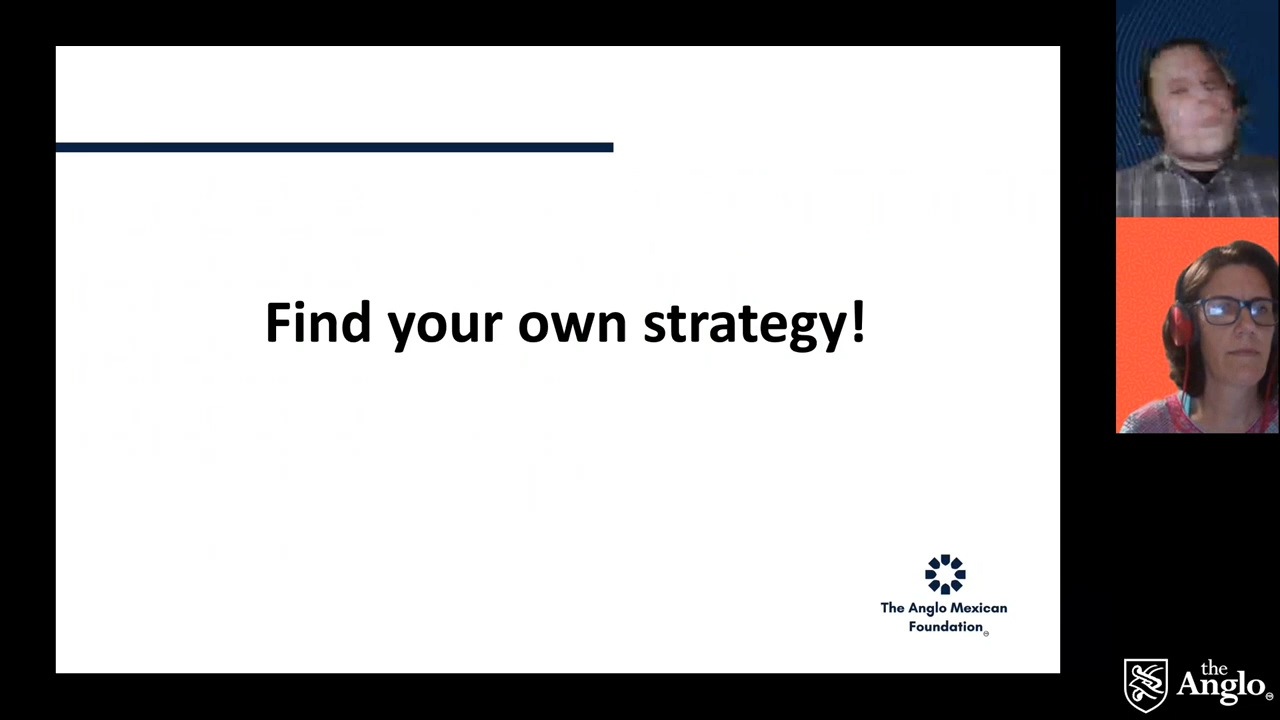 Find your own strategy!
The Anglo Mexican
Foundation
the
Anglo